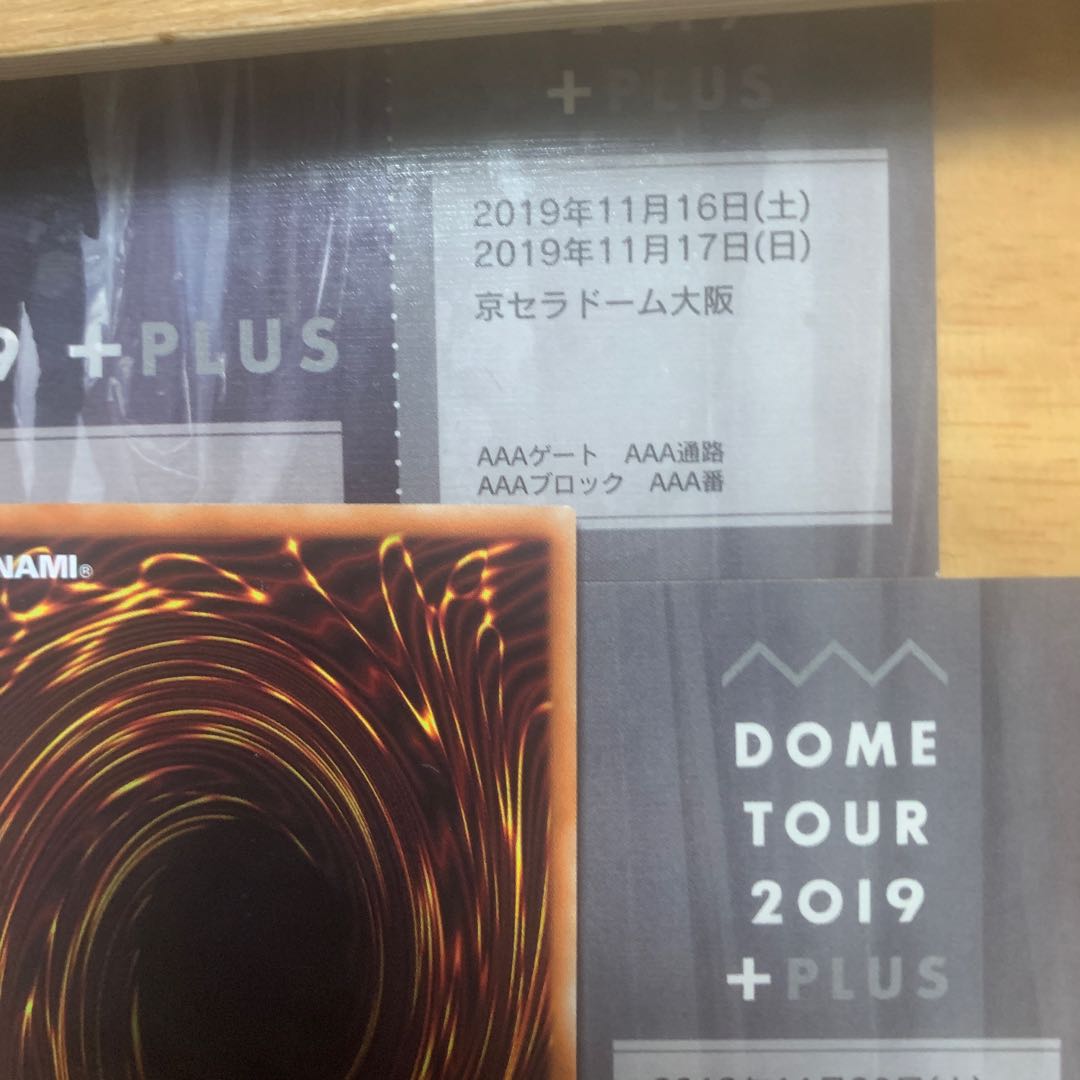 +PLUS
2019年11月16日(土)
2019年11月17日(日)
京セラドーム大阪
9 +PLUS
AAAゲート AAA通路
AAAブロック AAA番
NAMI®
DOME
TOUR
2019
+PLUS